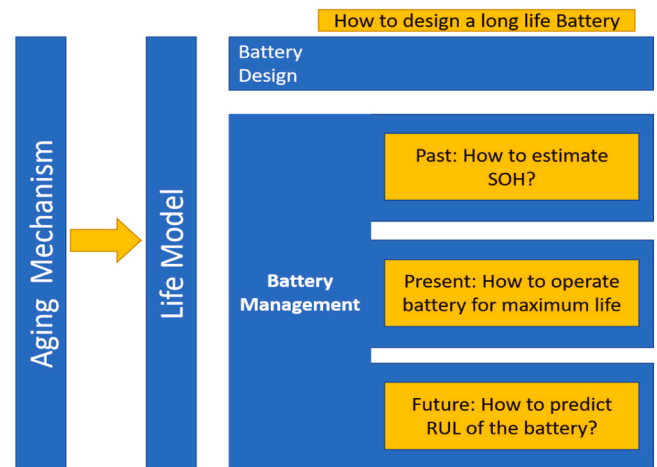 How to design a long life Battery
Battery
Design
Aging Mechanism
Life Model
Battery
Management
Past: How to estimate
SOH?
Present: How to operate
battery for maximum life
Future: How to predict
RUL of the battery?